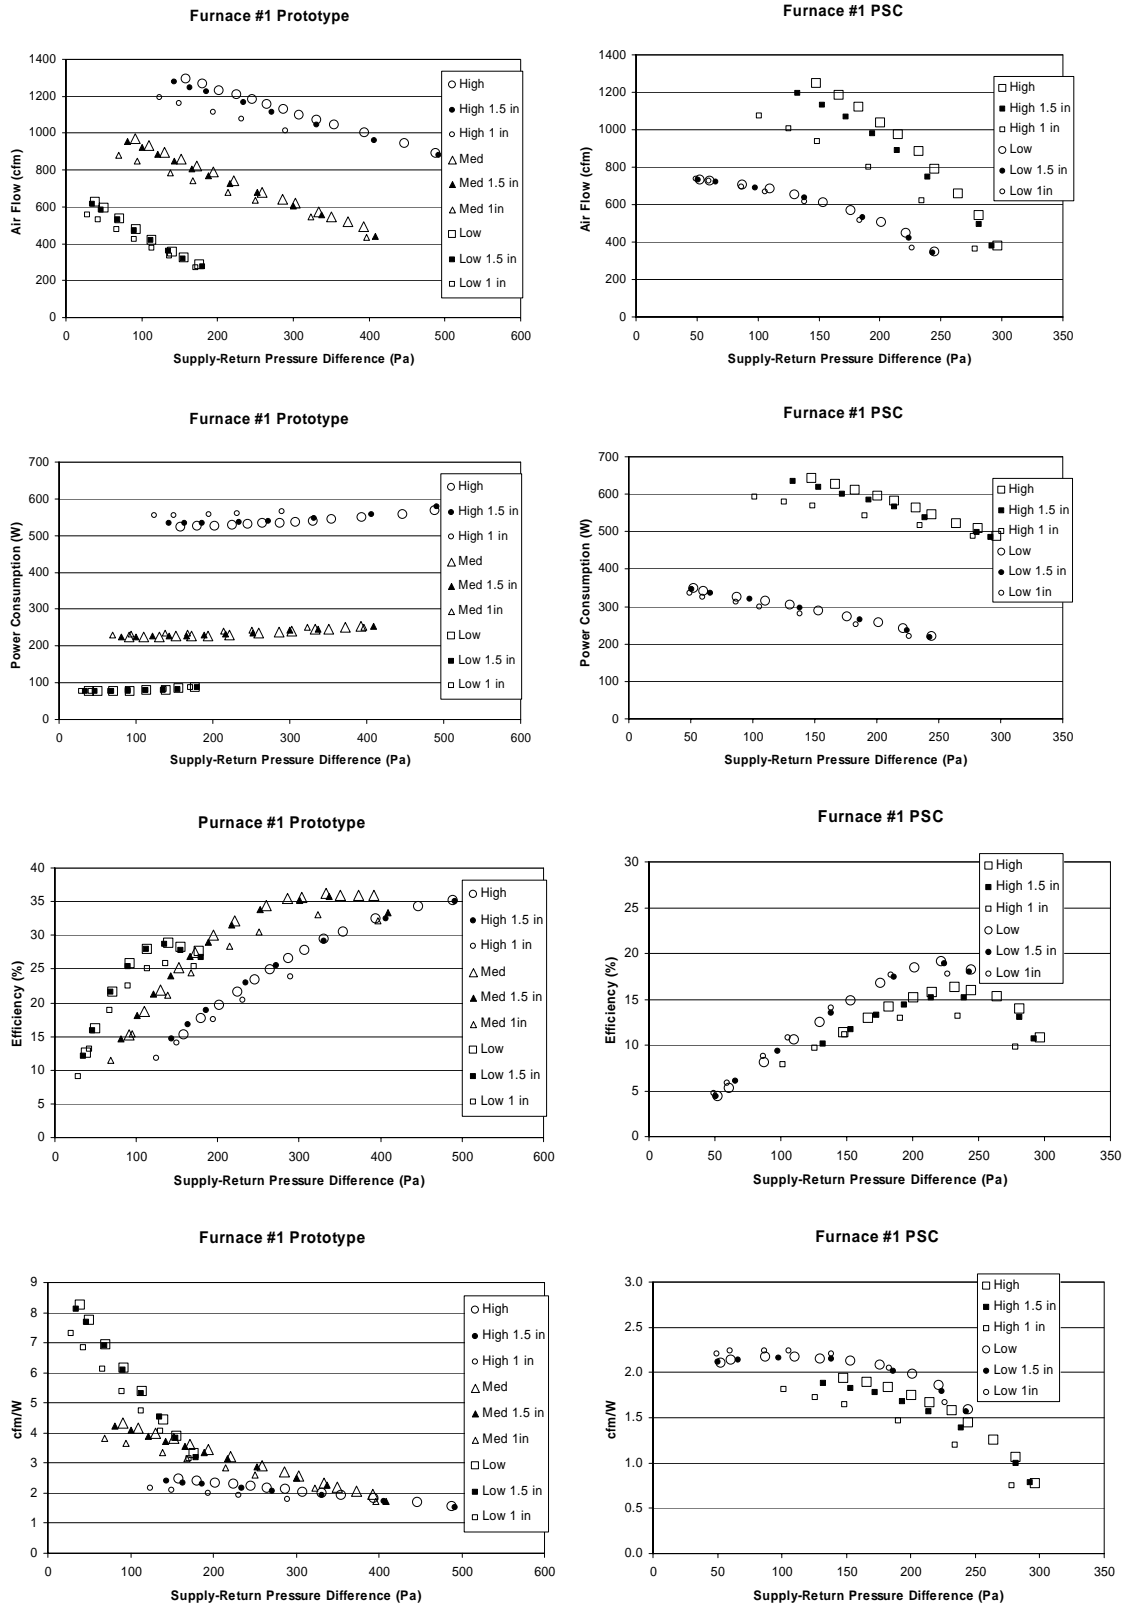 Furnace #1 Prototype
1400
1200
1000
800
600
400
200
0
0 100 200 300 400 500 600
Air Flow (cfm)
Supply-Return Pressure Difference (Pa)
High
High 1.5 in
High 1 in
Med
Med 1.5 in
Med 1in
Low
Low 1.5 in
Low 1 in
Furnace #1 PSC
1400
1200
1000
800
600
400
200
0
0 50 100 150 200 250 300 350
Air Flow (cfm)
Supply-Return Pressure Difference (Pa)
High
High 1.5 in
High 1 in
Low
Low 1.5 in
Low 1in
Furnace #1 Prototype
700
600
500
400
300
200
100
0
0 100 200 300 400 500 600
Power Consumption (W)
Supply-Return Pressure Difference (Pa)
High
High 1.5 in
High 1 in
Med
Med 1.5 in
Med 1in
Low
Low 1.5 in
Low 1 in
Furnace #1 PSC
700
600
500
400
300
200
100
0
0 50 100 150 200 250 300 350
Power Consumption (W)
Supply-Return Pressure Difference (Pa)
High
High 1.5 in
High 1 in
Low
Low 1.5 in
Low 1in
Purnace #1 Prototype
40
35
30
25
20
15
10
5
0
0 100 200 300 400 500 600
Efficiency (%)
Supply-Return Pressure Difference (Pa)
High
High 1.5 in
High 1 in
Med
Med 1.5 in
Med 1in
Low
Low 1.5 in
Low 1 in
Furnace #1 PSC
30
25
20
15
10
5
0
0 50 100 150 200 250 300 350
Efficiency (%)
Supply-Return Pressure Difference (Pa)
High
High 1.5 in
High 1 in
Low
Low 1.5 in
Low 1in
Furnace #1 Prototype
9
8
7
6
5
4
3
2
1
0
0 100 200 300 400 500 600
cfm/W
Supply-Return Pressure Difference (Pa)
High
High 1.5 in
High 1 in
Med
Med 1.5 in
Med 1in
Low
Low 1.5 in
Low 1 in
Furnace #1 PSC
3.0
2.5
2.0
1.5
1.0
0.5
0.0
0 50 100 150 200 250 300 350
cfm/W
Supply-Return Pressure Difference (Pa)
High
High 1.5 in
High 1 in
Low
Low 1.5 in
Low 1in